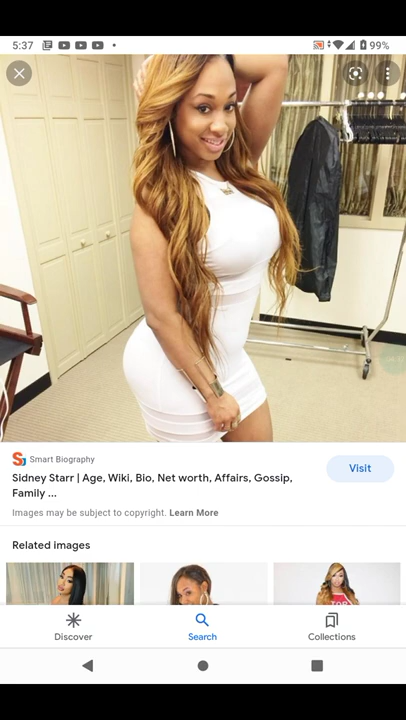 5:37
99%
Smart Biography
Sidney Starr | Age, Wiki, Bio, Net worth, Affairs, Gossip,
Family ...
Visit
Images may be subject to copyright. Learn More
Related images
Discover
Search
Collections